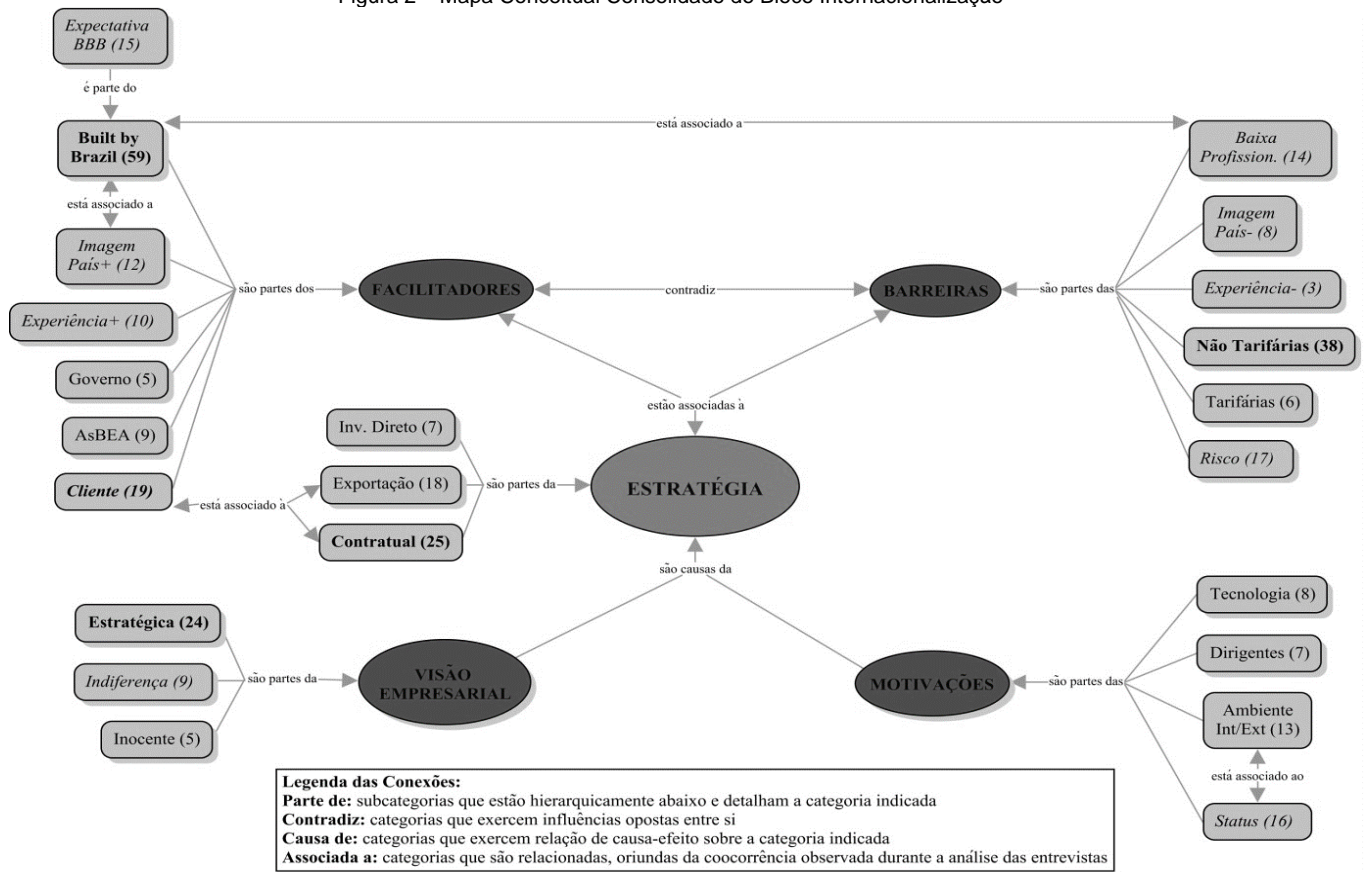 Figura 2 – Mapa Conceitual Consolidado do Bloco Internacionalização
Expectativa
BBB (15)
é parte do
Built by
Brazil (59)
está associado a
Imagem
País+ (12)
Experiência+ (10)
Governo (5)
AsBEA (9)
Cliente (19)
são partes dos
FACILITADORES
está associado a
contradiz
BARREIRAS
são partes das
Baixa
Profission. (14)
Imagem
País- (8)
Experiência- (3)
Não Tarifárias (38)
Tarifárias (6)
Risco (17)
estão associadas à
está associado à
Inv. Direto (7)
Exportação (18)
Contratual (25)
são partes da
ESTRATÉGIA
são causas da
Estratégica (24)
Indiferença (9)
Inocente (5)
são partes da
VISÃO
EMPRESARIAL
MOTIVAÇÕES
são partes das
Tecnologia (8)
Dirigentes (7)
Ambiente
Int/Ext (13)
está associado ao
Status (16)
Legenda das Conexões:
Parte de: subcategorias que estão hierarquicamente abaixo e detalham a categoria indicada
Contradiz: categorias que exercem influências opostas entre si
Causa de: categorias que exercem relação de causa-efeito sobre a categoria indicada
Associada a: categorias que são relacionadas, oriundas da coocorrência observada durante a análise das entrevistas